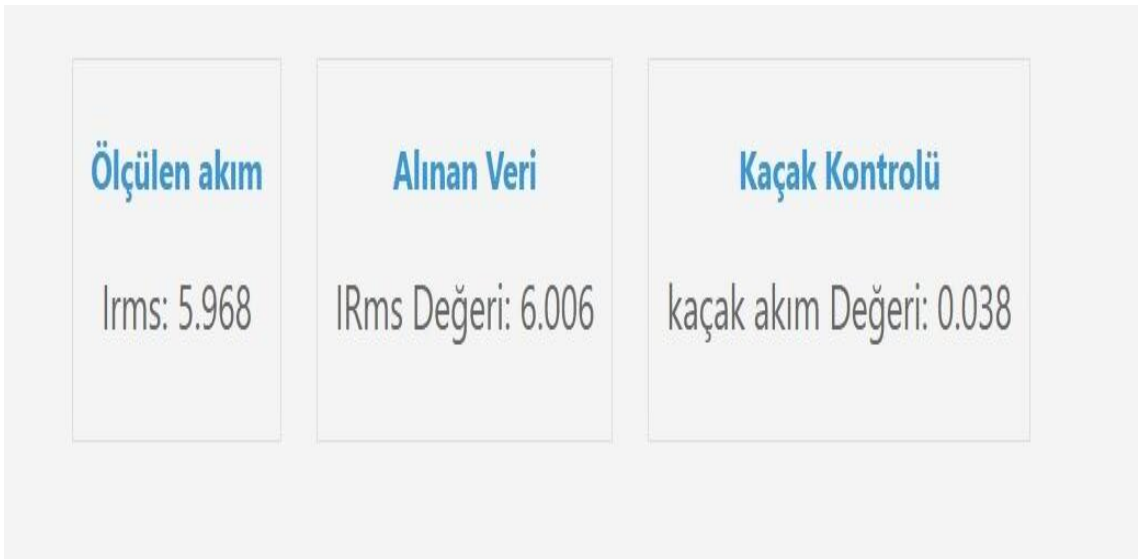 Ölçülen akım
Irms: 5.968
Alınan Veri
IRms Değeri: 6.006
Kaçak Kontrolü
kaçak akım Değeri: 0.038